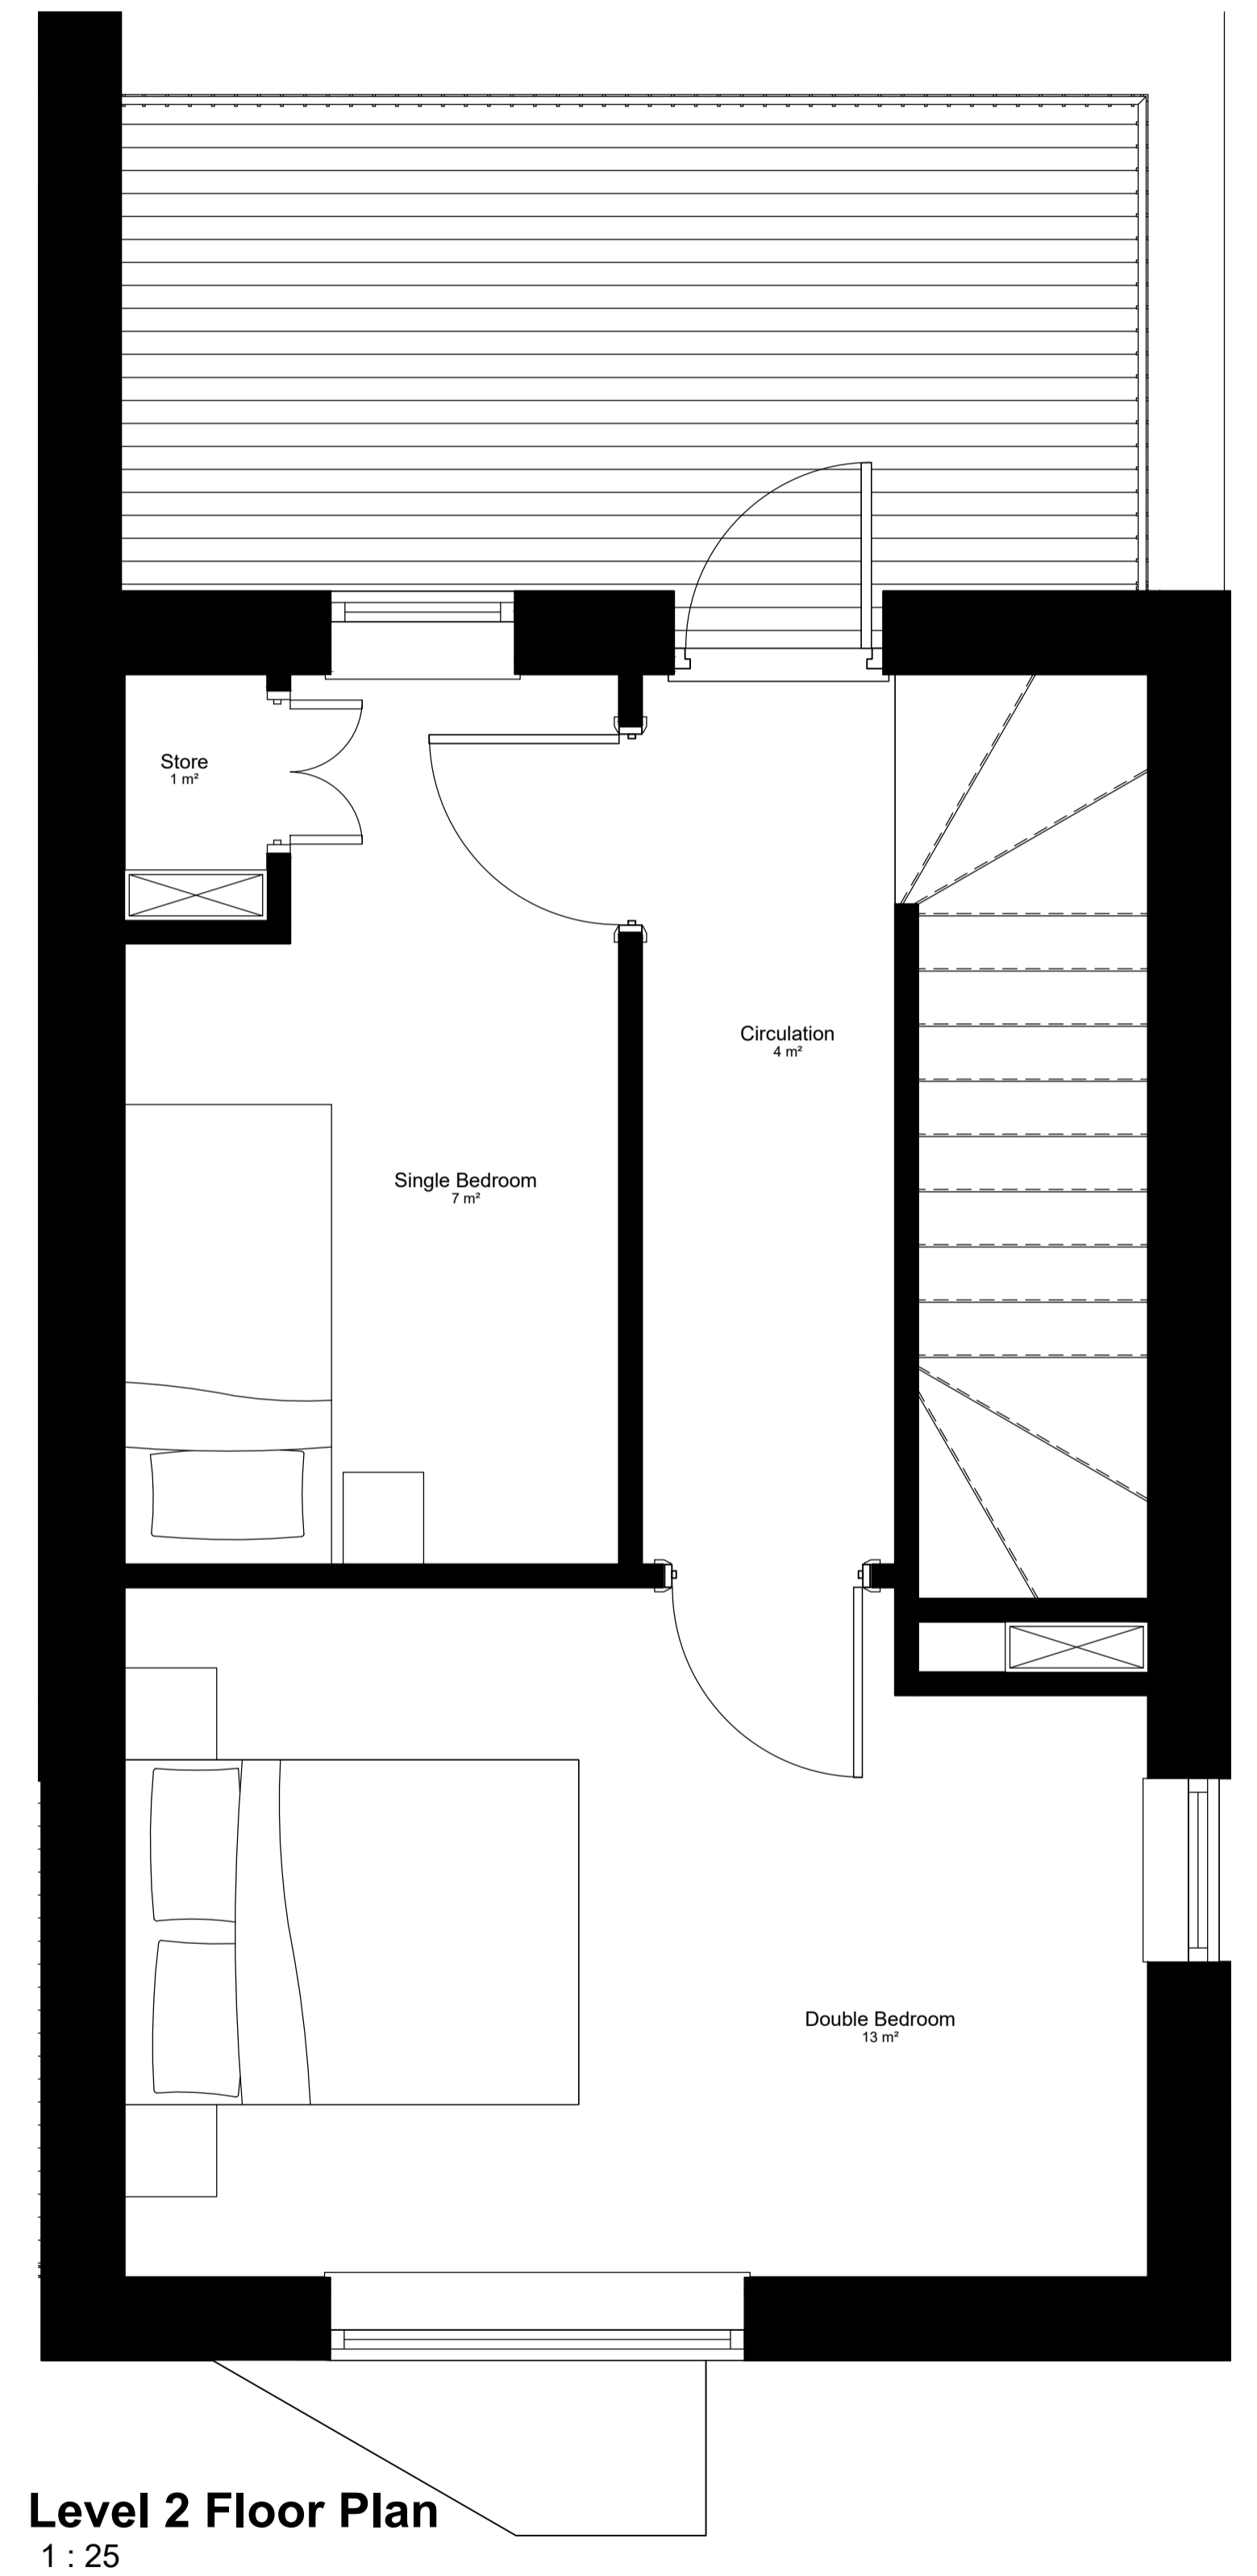 Store
1 m²
Circulation
4 m²
Single Bedroom
7 m²
Double Bedroom
13 m²
Level 2 Floor Plan
1 : 25